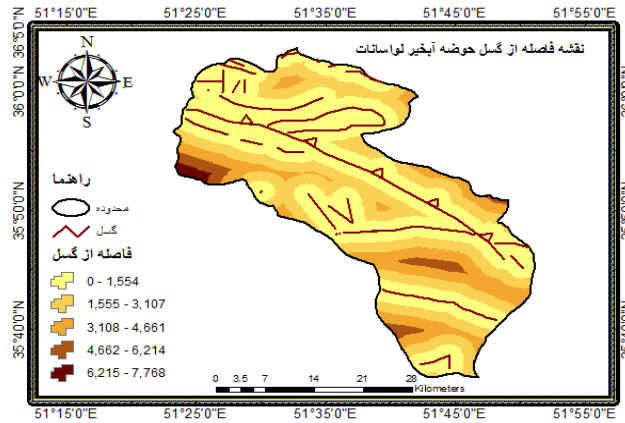 51°15'0"E 51°25'0"E 51°35'0"E 51°45'0"E 51°55'0"E
نقشه فاصله از گسل حوضه آبخیز لواسانات
N
W E
S
36°0'0"N
35°50'0"N
35°40'0"N
راهنما
محدوده
گسل
فاصله از گسل
0 - 1,554
1,555 - 3,107
3,108 - 4,661
4,662 - 6,214
6,215 - 7,768
0 3.5 7 14 21 28
Kilometers
51°15'0"E 51°25'0"E 51°35'0"E 51°45'0"E 51°55'0"E